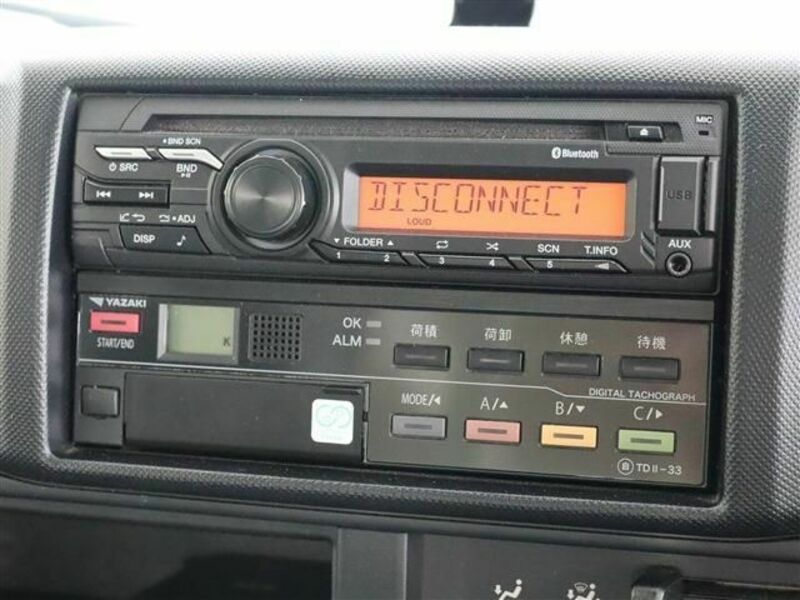 MIC
BND SCN
Bluetooth
SRC
BND
DISCONNECT
LOUD
USB
ADJ
DISP
FOLDER
1 2 3 4 5
SCN
T.INFO
AUX
YAZAKI
START/END
K
OK
ALM
荷積 荷卸 休憩 待機
DIGITAL TACHOGRAPH
MODE/◀ A/▲ B/▼ C/▶
TDII-33